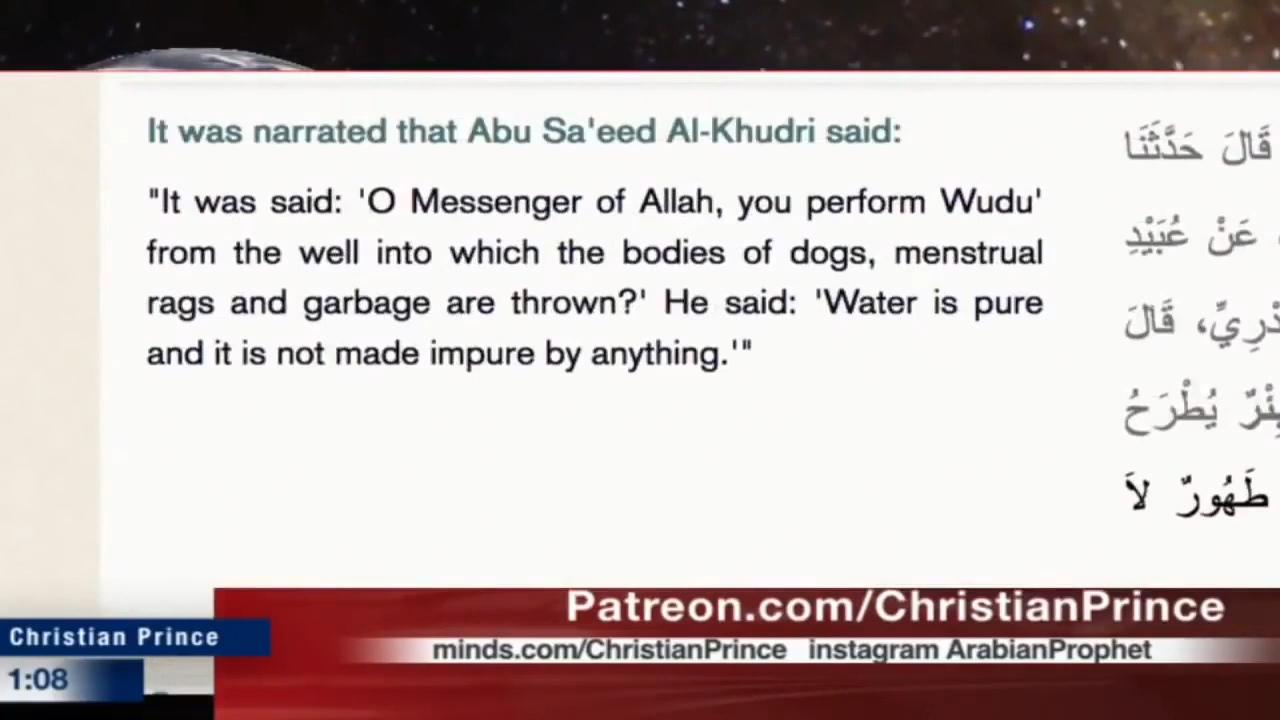 It was narrated that Abu Sa'eed Al-Khudri said:
"It was said: 'O Messenger of Allah, you perform Wudu'
from the well into which the bodies of dogs, menstrual
rags and garbage are thrown?' He said: 'Water is pure
and it is not made impure by anything.'"
قَالَ حَدَّثَنَا
عَنْ عُبَيْدِ
قَالَ
يُطْرَحُ
طَهُورٌ لاَ
Patreon.com/ChristianPrince
minds.com/ChristianPrince instagram ArabianProphet
Christian Prince
1:08